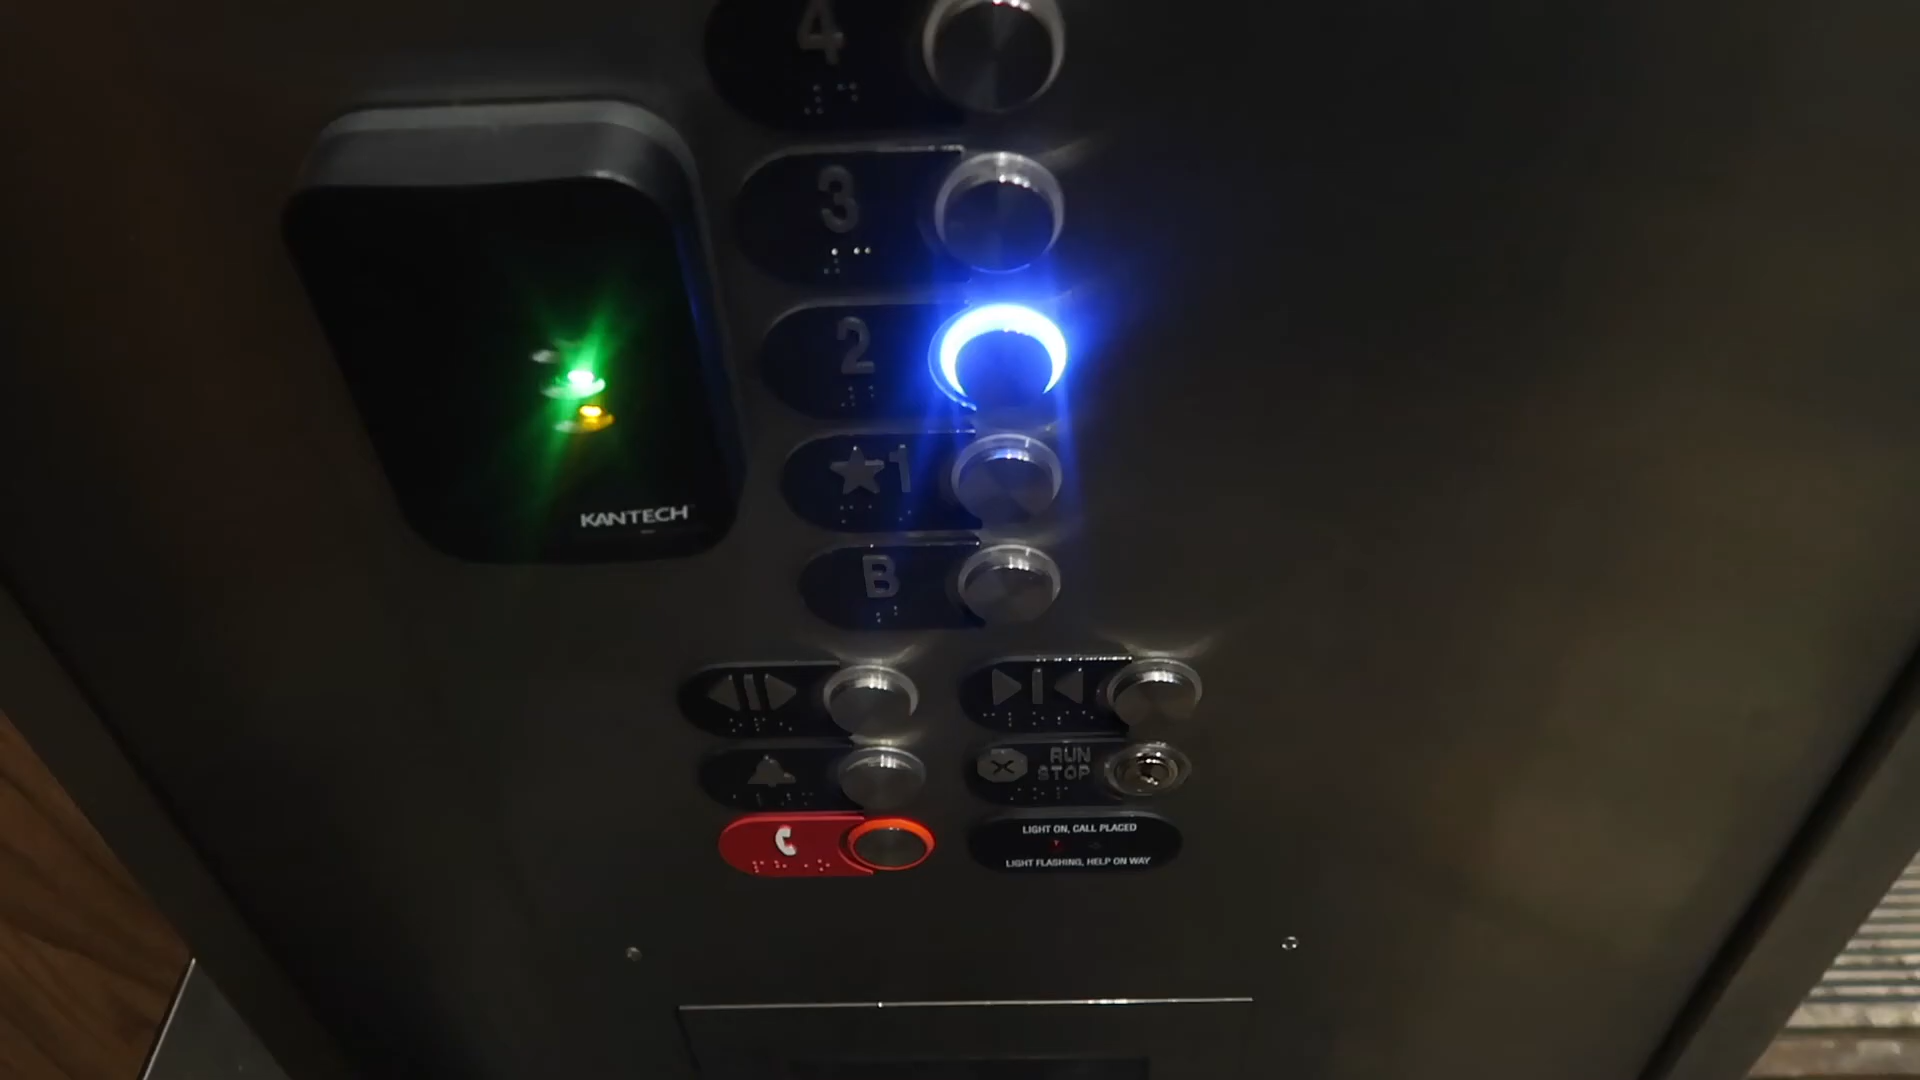 4
3
2
★1
B
KANTECH
RUN
STOP
LIGHT ON, CALL PLACED
LIGHT FLASHING, HELP ON WAY